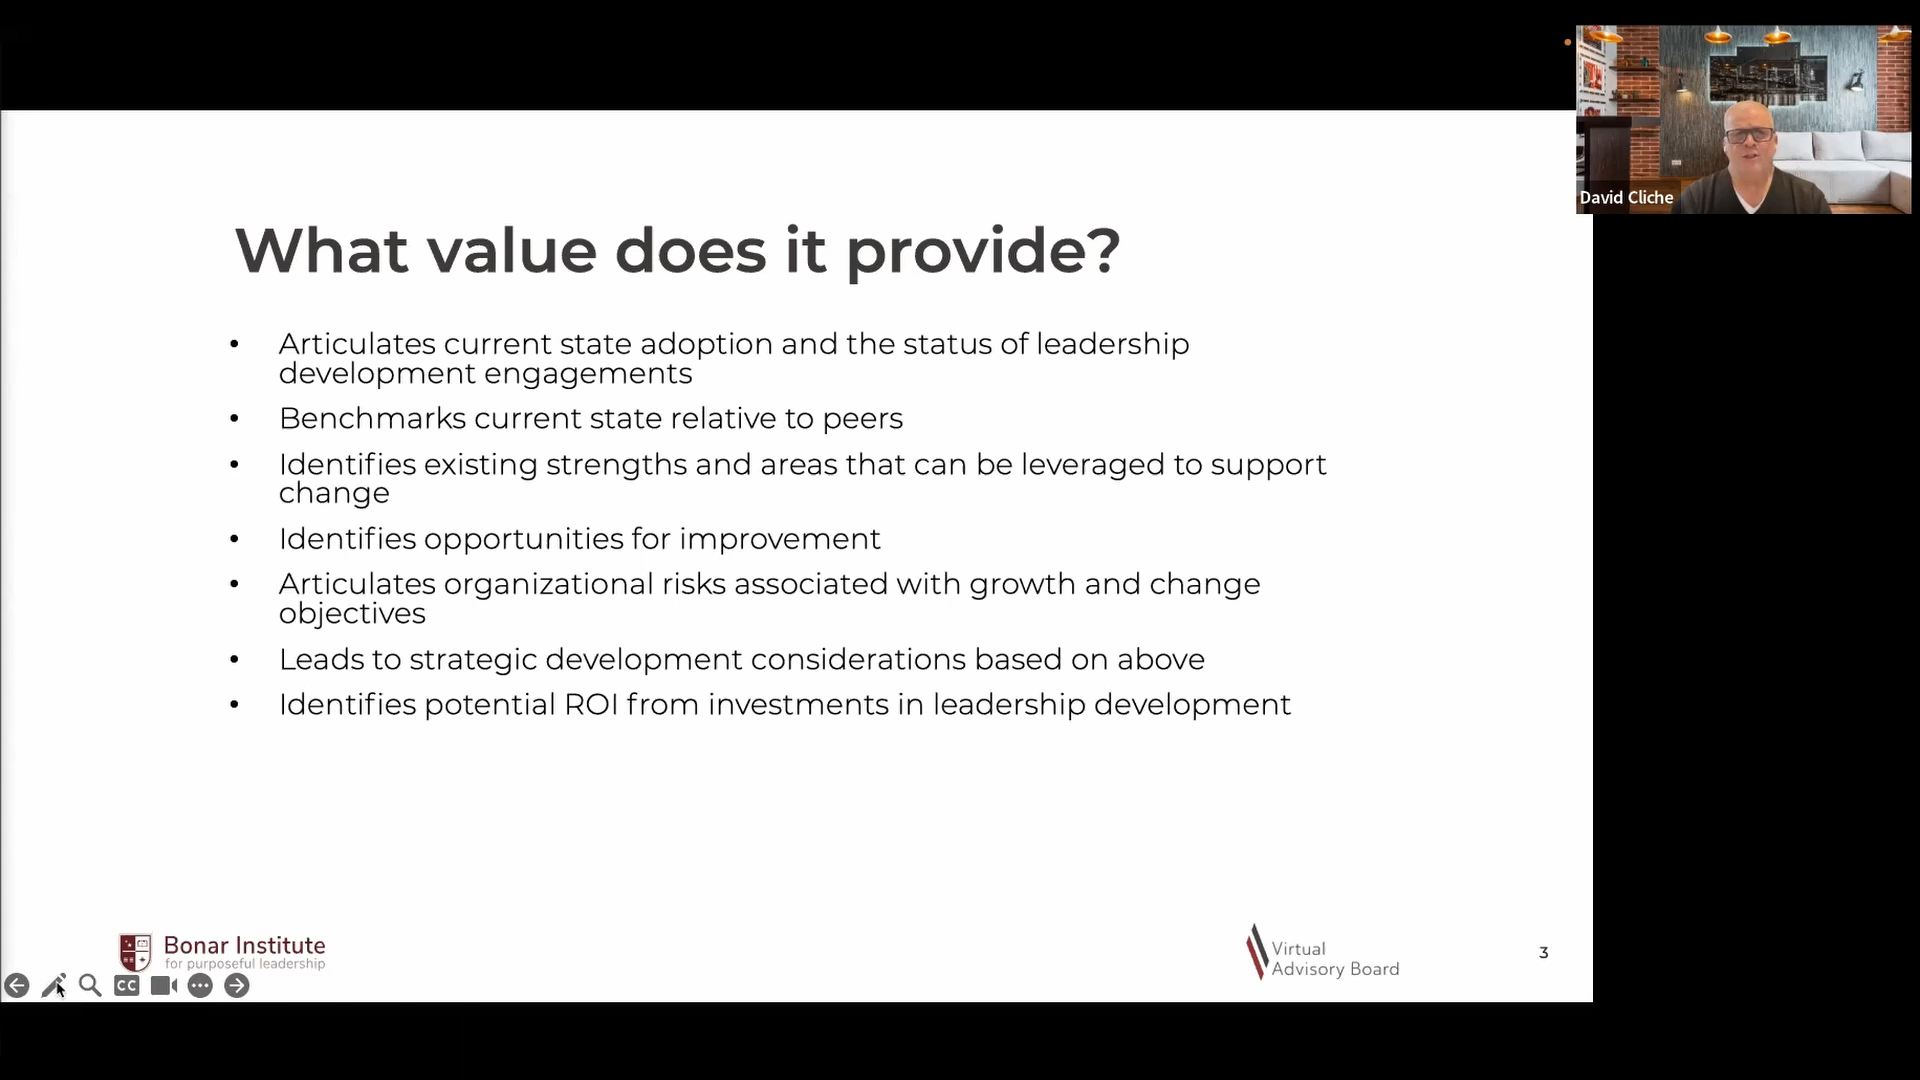 David Cliche
What value does it provide?
• Articulates current state adoption and the status of leadership
development engagements
• Benchmarks current state relative to peers
• Identifies existing strengths and areas that can be leveraged to support
change
• Identifies opportunities for improvement
• Articulates organizational risks associated with growth and change
objectives
• Leads to strategic development considerations based on above
• Identifies potential ROI from investments in leadership development
Bonar Institute
for purposeful leadership
Virtual
Advisory Board
3
CC